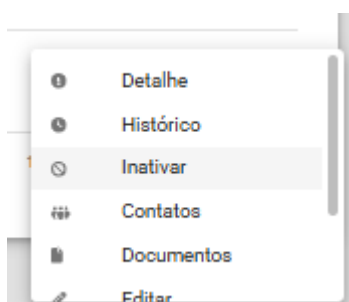 Detalhe
Histórico
Inativar
Contatos
Documentos
Editar